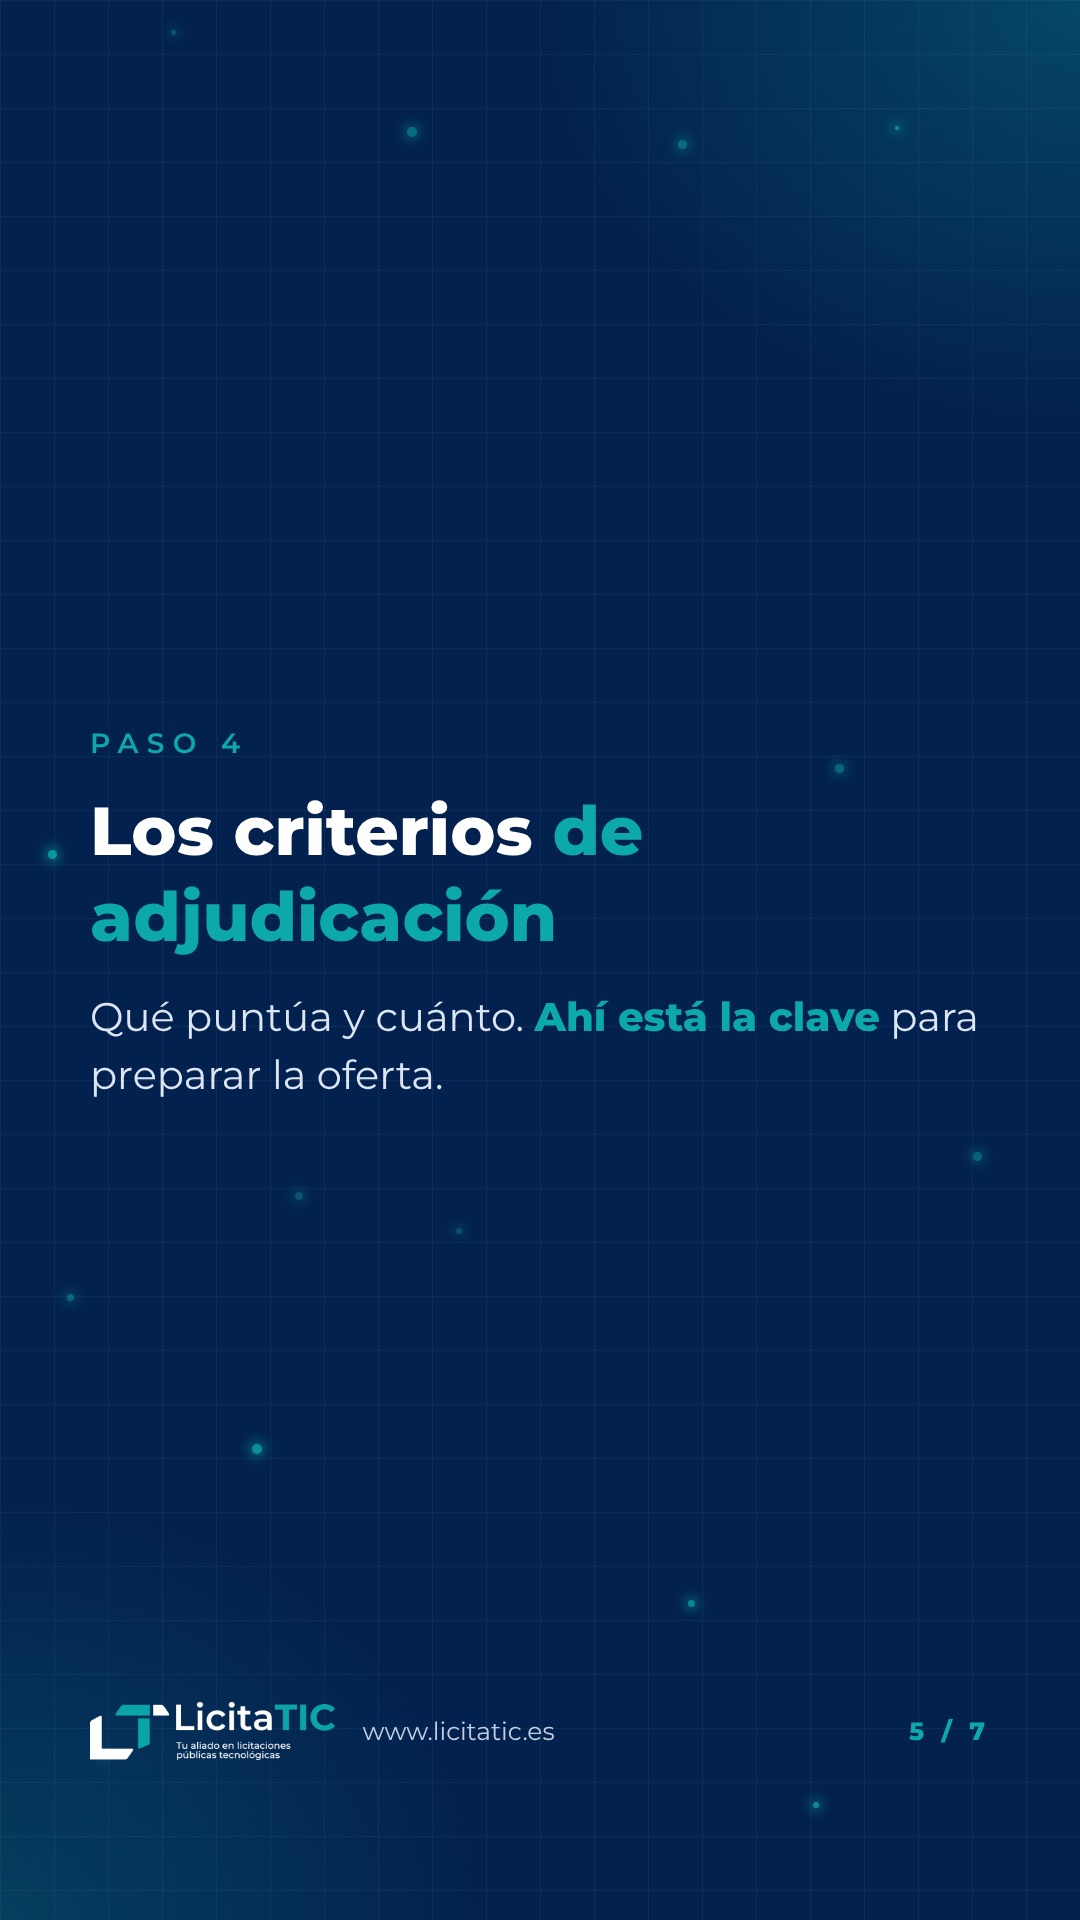 PASO 4
Los criterios de
adjudicación
Qué puntúa y cuánto. Ahí está la clave para
preparar la oferta.
LicitaTIC
Tu aliado en licitaciones
públicas tecnológicas
www.licitatic.es
5 / 7